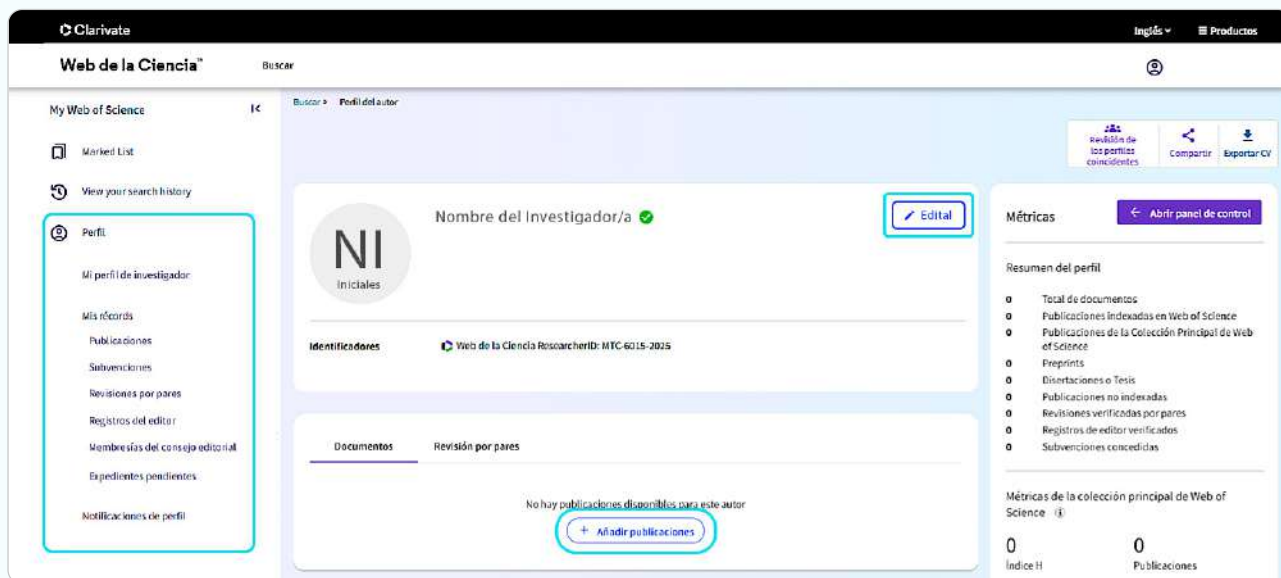 Clarivate
Inglés
Productos
Web de la Ciencia™
Buscar
My Web of Science
Marked List
View your search history
Perfil
Mi perfil de investigador
Mis récords
Publicaciones
Subvenciones
Revisiones por pares
Registros del editor
Membresías del consejo editorial
Expedientes pendientes
Notificaciones de perfil
Buscar > Perfil del autor
Revisión de
los perfiles
coincidentes
Compartir
Exportar CV
NI
Iniciales
Nombre del Investigador/a
Edital
Identificadores
Web de la Ciencia ResearcherID: MTC-6015-2025
Documentos
Revisión por pares
No hay publicaciones disponibles para este autor
+ Añadir publicaciones
Métricas
Abrir panel de control
Resumen del perfil
0 Total de documentos
0 Publicaciones indexadas en Web of Science
0 Publicaciones de la Colección Principal de Web
of Science
0 Preprints
0 Disertaciones o Tesis
0 Publicaciones no indexadas
0 Revisiones verificadas por pares
0 Registros de editor verificados
0 Subvenciones concedidas
Métricas de la colección principal de Web of
Science
0
Índice H
0
Publicaciones